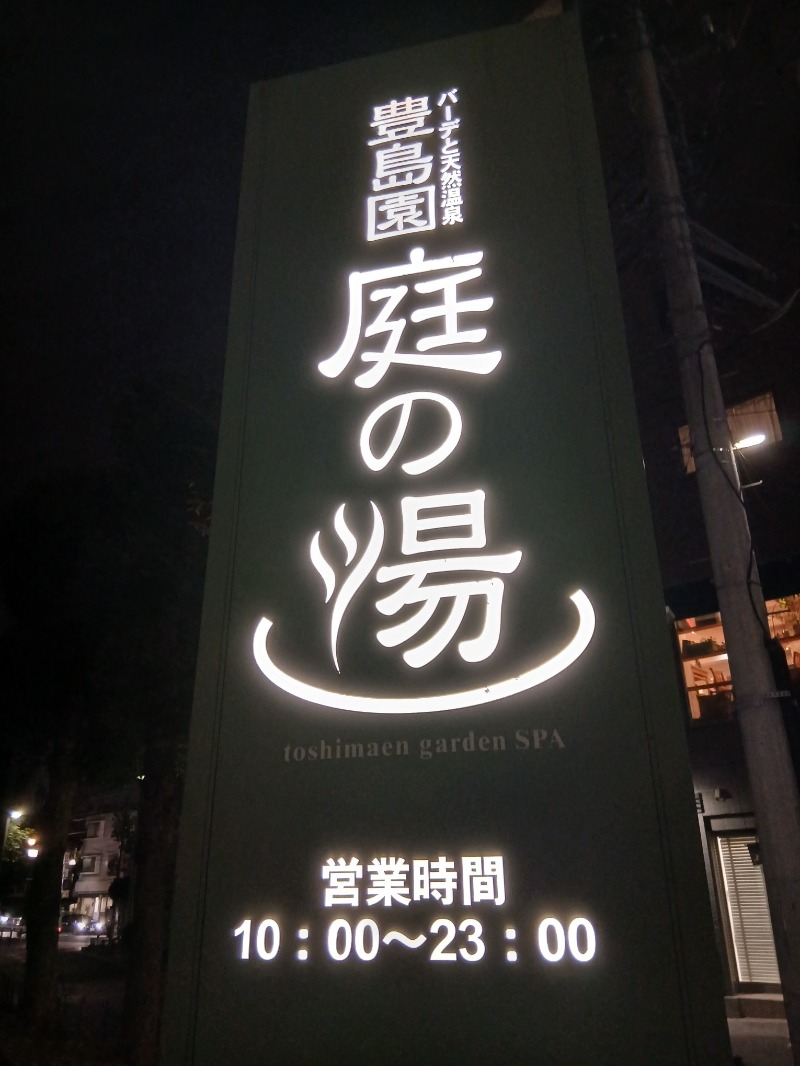 バーデと天然温泉
豊島園
庭の湯
toshimaen garden SPA
営業時間
10：00～23：00